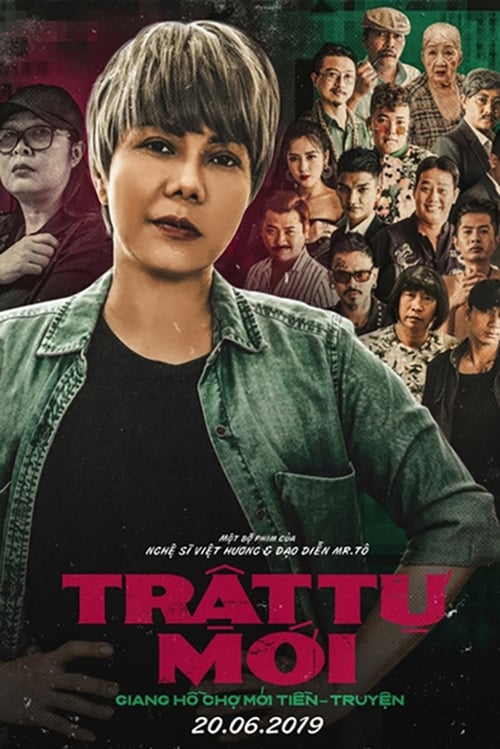 MỘT BỘ PHIM CỦA
NGHỆ SĨ VIỆT HƯƠNG & ĐẠO DIỄN MR.TÔ
TRẬT TỰ
MỚI
GIANG HỒ CHỢ MỚI TIỀN-TRUYỆN
20.06.2019